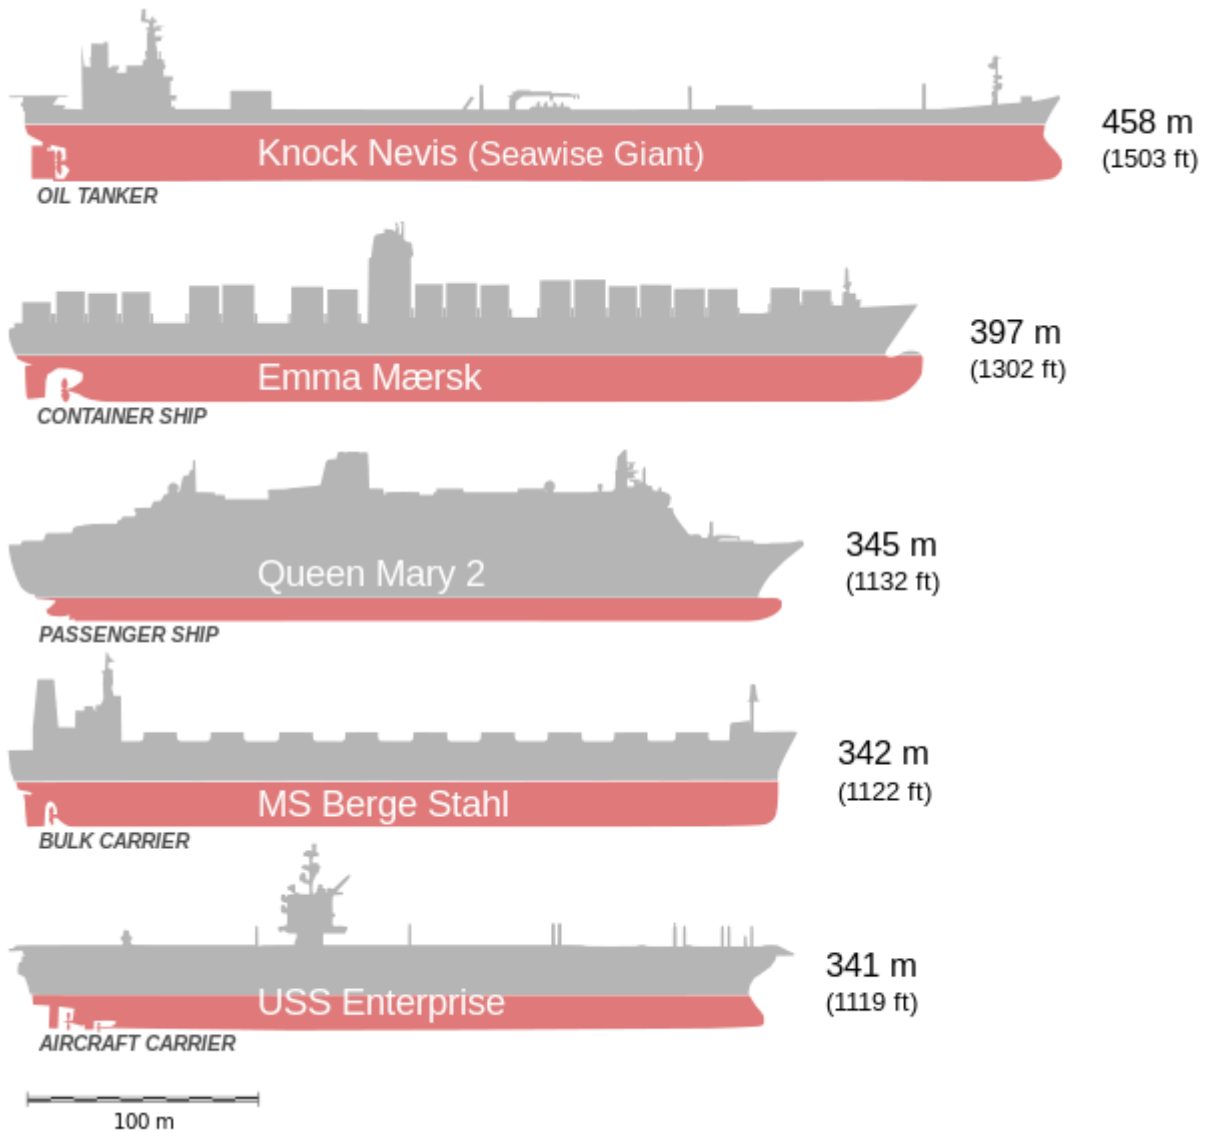 Knock Nevis (Seawise Giant)
458 m
(1503 ft)
OIL TANKER
Emma Mærsk
397 m
(1302 ft)
CONTAINER SHIP
Queen Mary 2
345 m
(1132 ft)
PASSENGER SHIP
MS Berge Stahl
342 m
(1122 ft)
BULK CARRIER
USS Enterprise
341 m
(1119 ft)
AIRCRAFT CARRIER
100 m